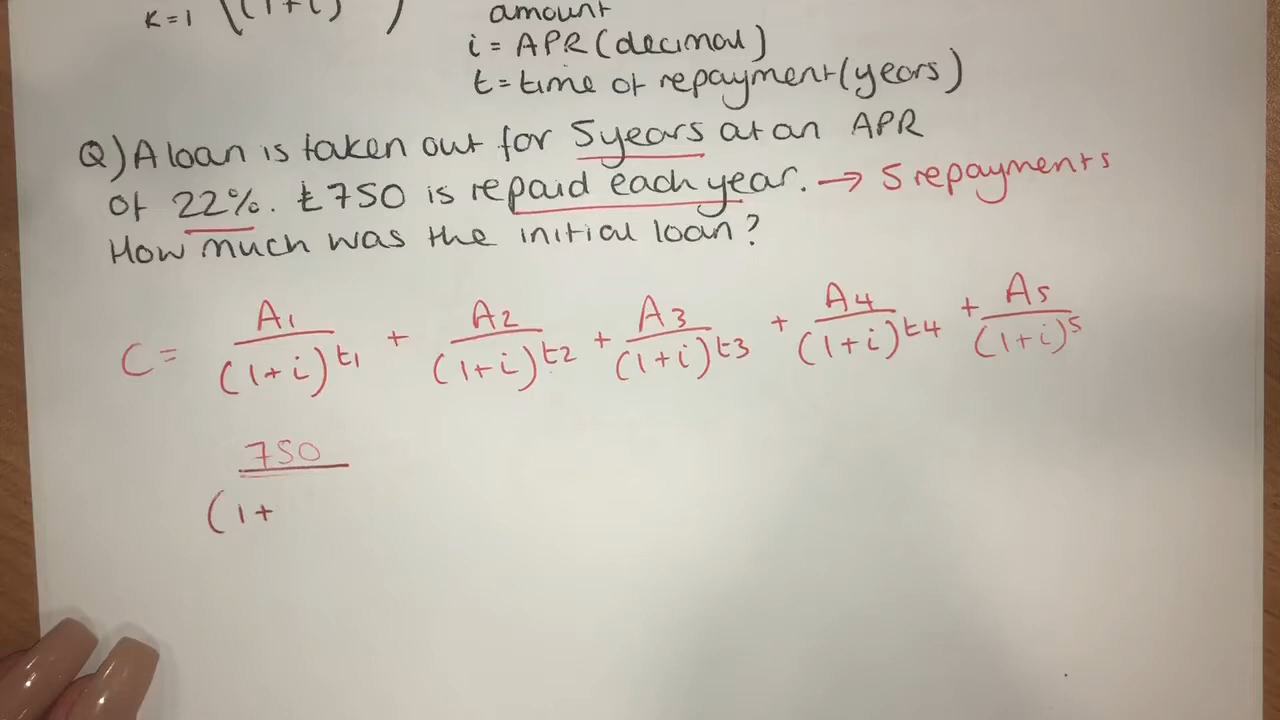 K=1 ((1+i) )
amount
i = APR (decimal)
t = time of repayment (years)
Q) A loan is taken out for 5 years at an APR
of 22%. £750 is repaid each year. → 5 repayments
How much was the initial loan?
C = A1/(1+i)^t1 + A2/(1+i)^t2 + A3/(1+i)^t3 + A4/(1+i)^t4 + A5/(1+i)^5
750
(1+